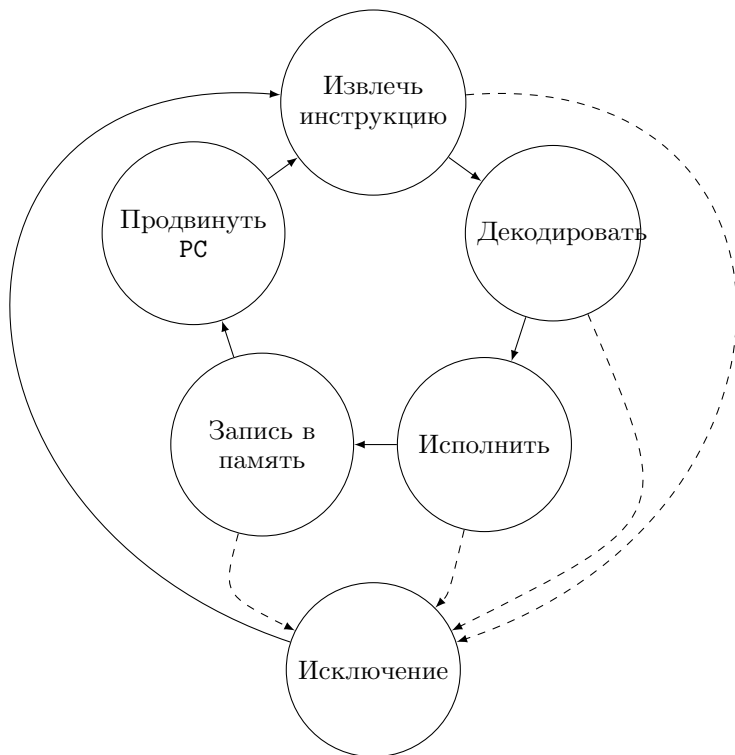 Извлечь
инструкцию
Продвинуть
PC
Декодировать
Запись в
память
Исполнить
Исключение